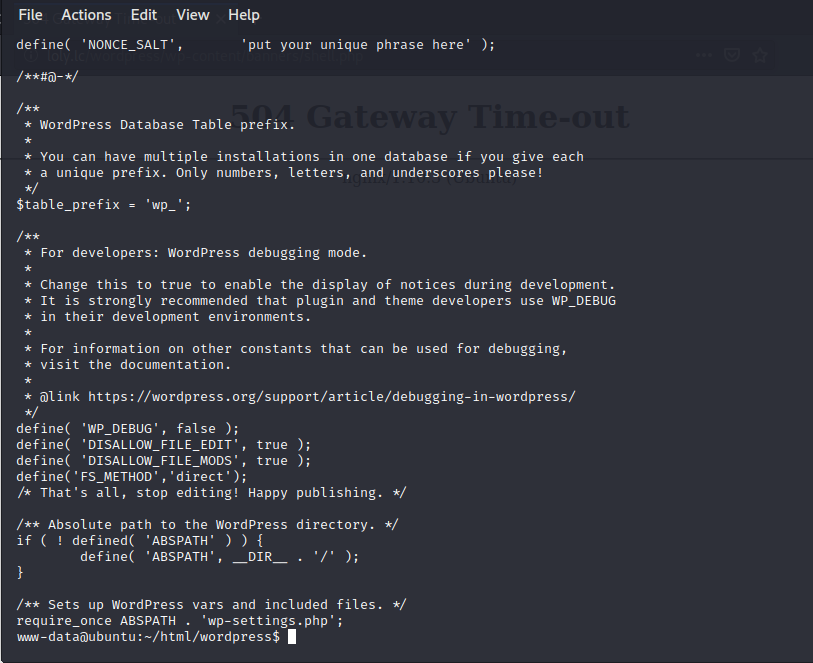 File Actions Edit View Help
define( 'NONCE_SALT',       'put your unique phrase here' );
/**#@-*/
504 Gateway Time-out
/**
 * WordPress Database Table prefix.
 *
 * You can have multiple installations in one database if you give each
 * a unique prefix. Only numbers, letters, and underscores please!
 */
$table_prefix = 'wp_';
/**
 * For developers: WordPress debugging mode.
 *
 * Change this to true to enable the display of notices during development.
 * It is strongly recommended that plugin and theme developers use WP_DEBUG
 * in their development environments.
 *
 * For information on other constants that can be used for debugging,
 * visit the documentation.
 *
 * @link https://wordpress.org/support/article/debugging-in-wordpress/
 */
define( 'WP_DEBUG', false );
define( 'DISALLOW_FILE_EDIT', true );
define( 'DISALLOW_FILE_MODS', true );
define('FS_METHOD','direct');
/* That's all, stop editing! Happy publishing. */
/** Absolute path to the WordPress directory. */
if ( ! defined( 'ABSPATH' ) ) {
        define( 'ABSPATH', __DIR__ . '/' );
}
/** Sets up WordPress vars and included files. */
require_once ABSPATH . 'wp-settings.php';
www-data@ubuntu:~/html/wordpress$